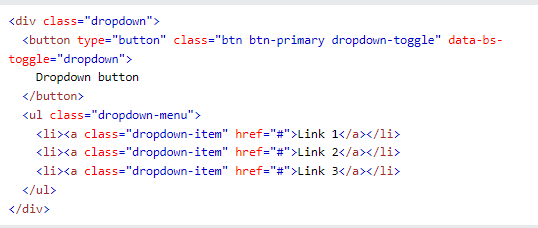 <div class="dropdown">
  <button type="button" class="btn btn-primary dropdown-toggle" data-bs-
toggle="dropdown">
    Dropdown button
  </button>
  <ul class="dropdown-menu">
    <li><a class="dropdown-item" href="#">Link 1</a></li>
    <li><a class="dropdown-item" href="#">Link 2</a></li>
    <li><a class="dropdown-item" href="#">Link 3</a></li>
  </ul>
</div>